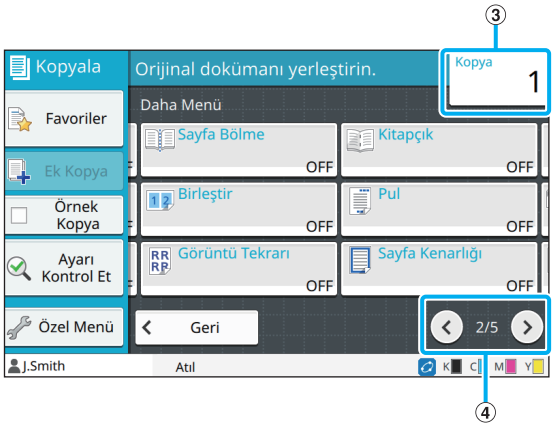 3
Kopyala
Orijinal dokümanı yerleştirin.
Kopya
1
Daha Menü
Favoriler
Sayfa Bölme
OFF
Kitapçık
OFF
Ek Kopya
Birleştir
OFF
Pul
OFF
Örnek
Kopya
Görüntü Tekrarı
OFF
Sayfa Kenarlığı
OFF
Ayarı
Kontrol Et
Özel Menü
Geri
2/5
J.Smith
Atıl
K C M Y
4